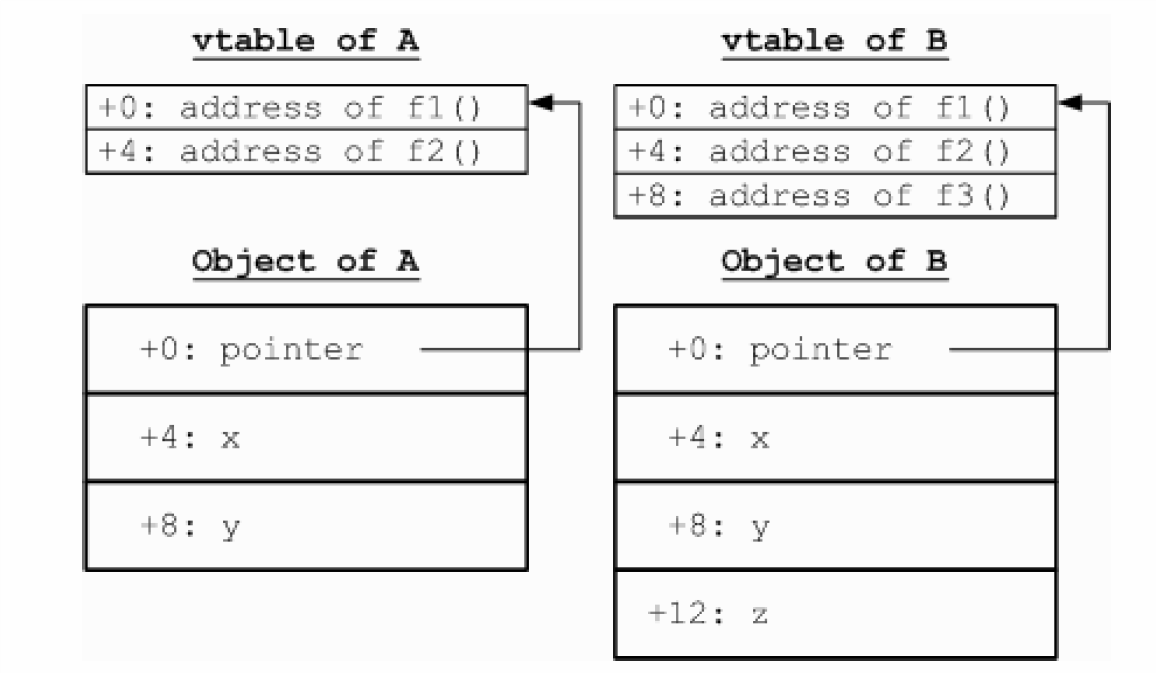 vtable of A
+0: address of f1()
+4: address of f2()
Object of A
+0: pointer
+4: x
+8: y
vtable of B
+0: address of f1()
+4: address of f2()
+8: address of f3()
Object of B
+0: pointer
+4: x
+8: y
+12: z